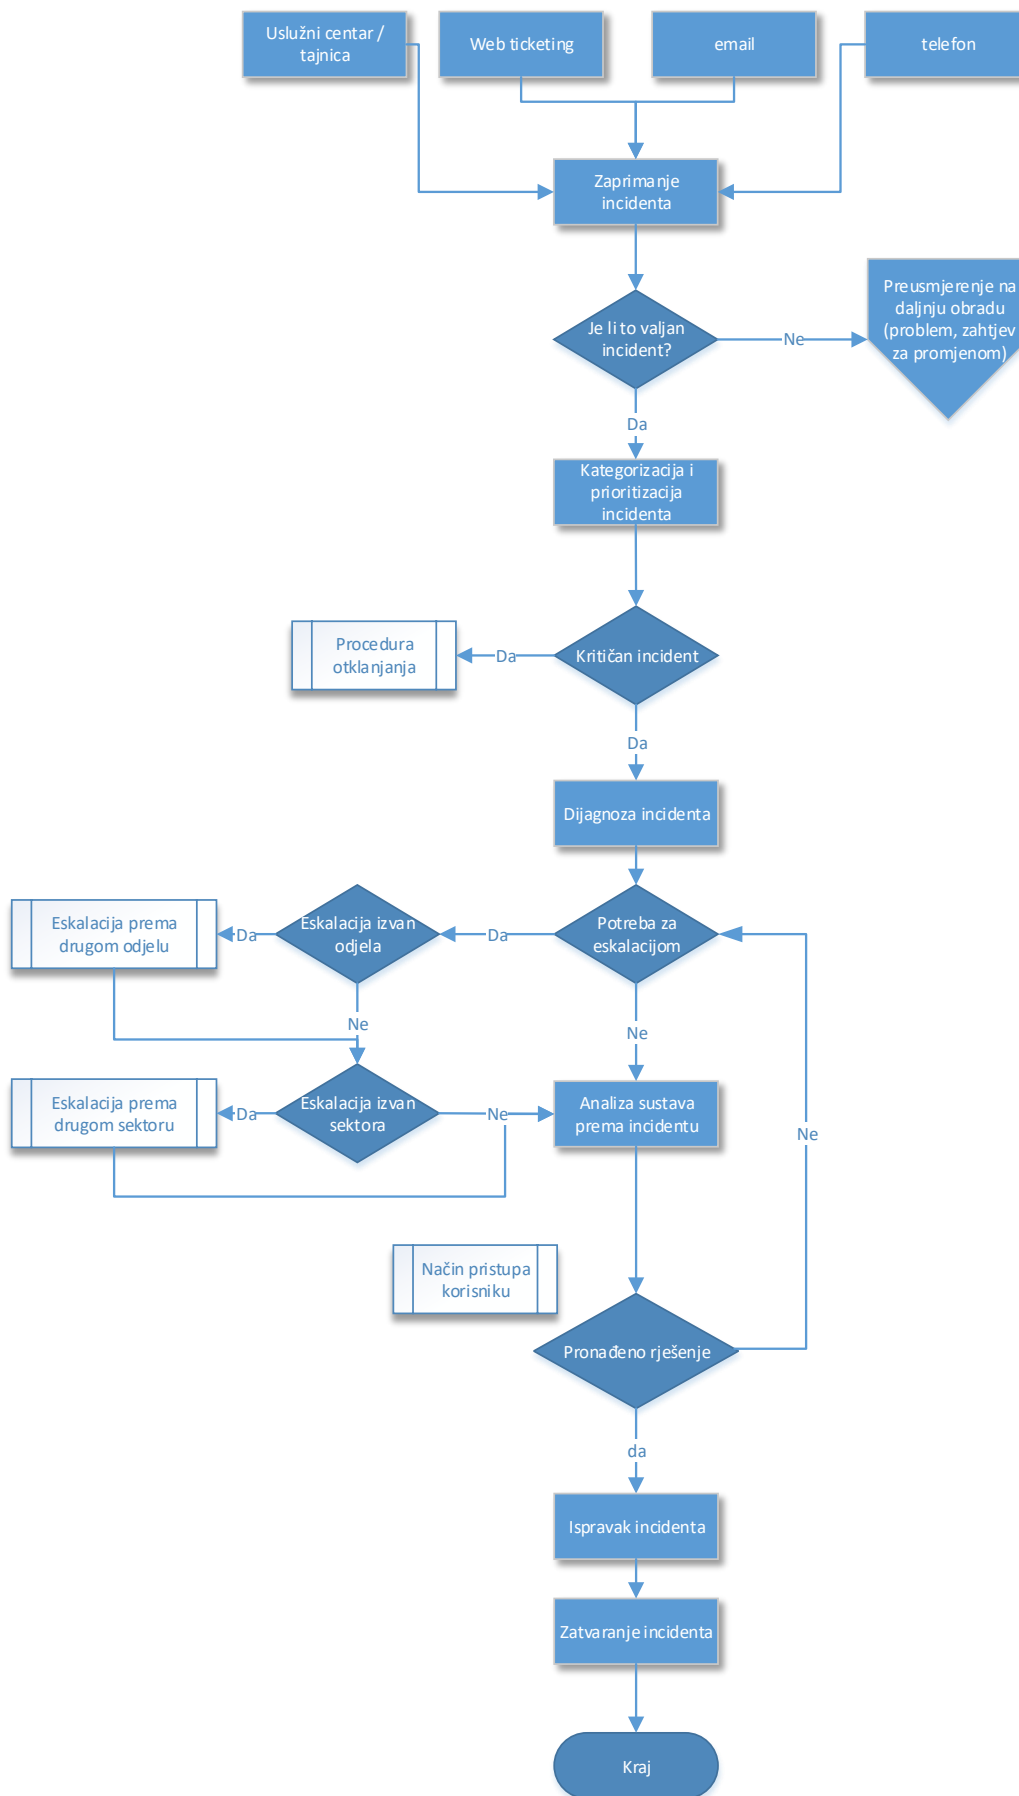 Uslužni centar /
tajnica
Web ticketing
email
telefon
Zaprimanje
incidenta
Je li to valjan
incident?
Ne
Preusmjerenje na
daljnju obradu
(problem, zahtjev
za promjenom)
Da
Kategorizacija i
prioritizacija
incidenta
Procedura
otklanjanja
Da
Kritičan incident
Da
Dijagnoza incidenta
Eskalacija prema
drugom odjelu
Da
Eskalacija izvan
odjela
Da
Potreba za
eskalacijom
Ne
Ne
Eskalacija prema
drugom sektoru
Da
Eskalacija izvan
sektora
Ne
Analiza sustava
prema incidentu
Ne
Način pristupa
korisniku
Pronađeno rješenje
da
Ispravak incidenta
Zatvaranje incidenta
Kraj